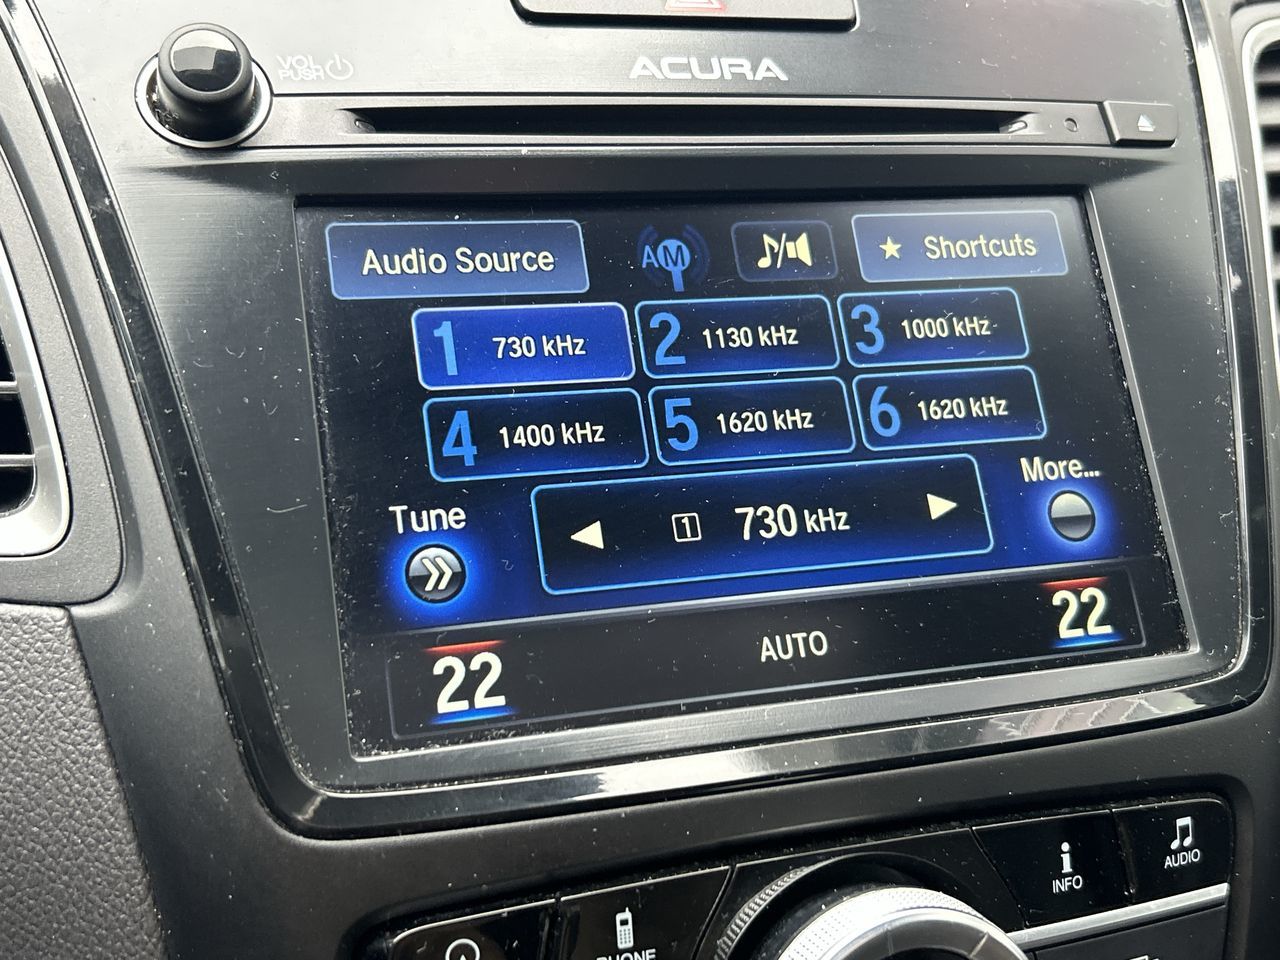 VOL
PUSH
ACURA
Audio Source
AM
Shortcuts
1 730 kHz
2 1130 kHz
3 1000 kHz
4 1400 kHz
5 1620 kHz
6 1620 kHz
Tune
1 730 kHz
More...
22
AUTO
22
INFO
AUDIO
PHONE